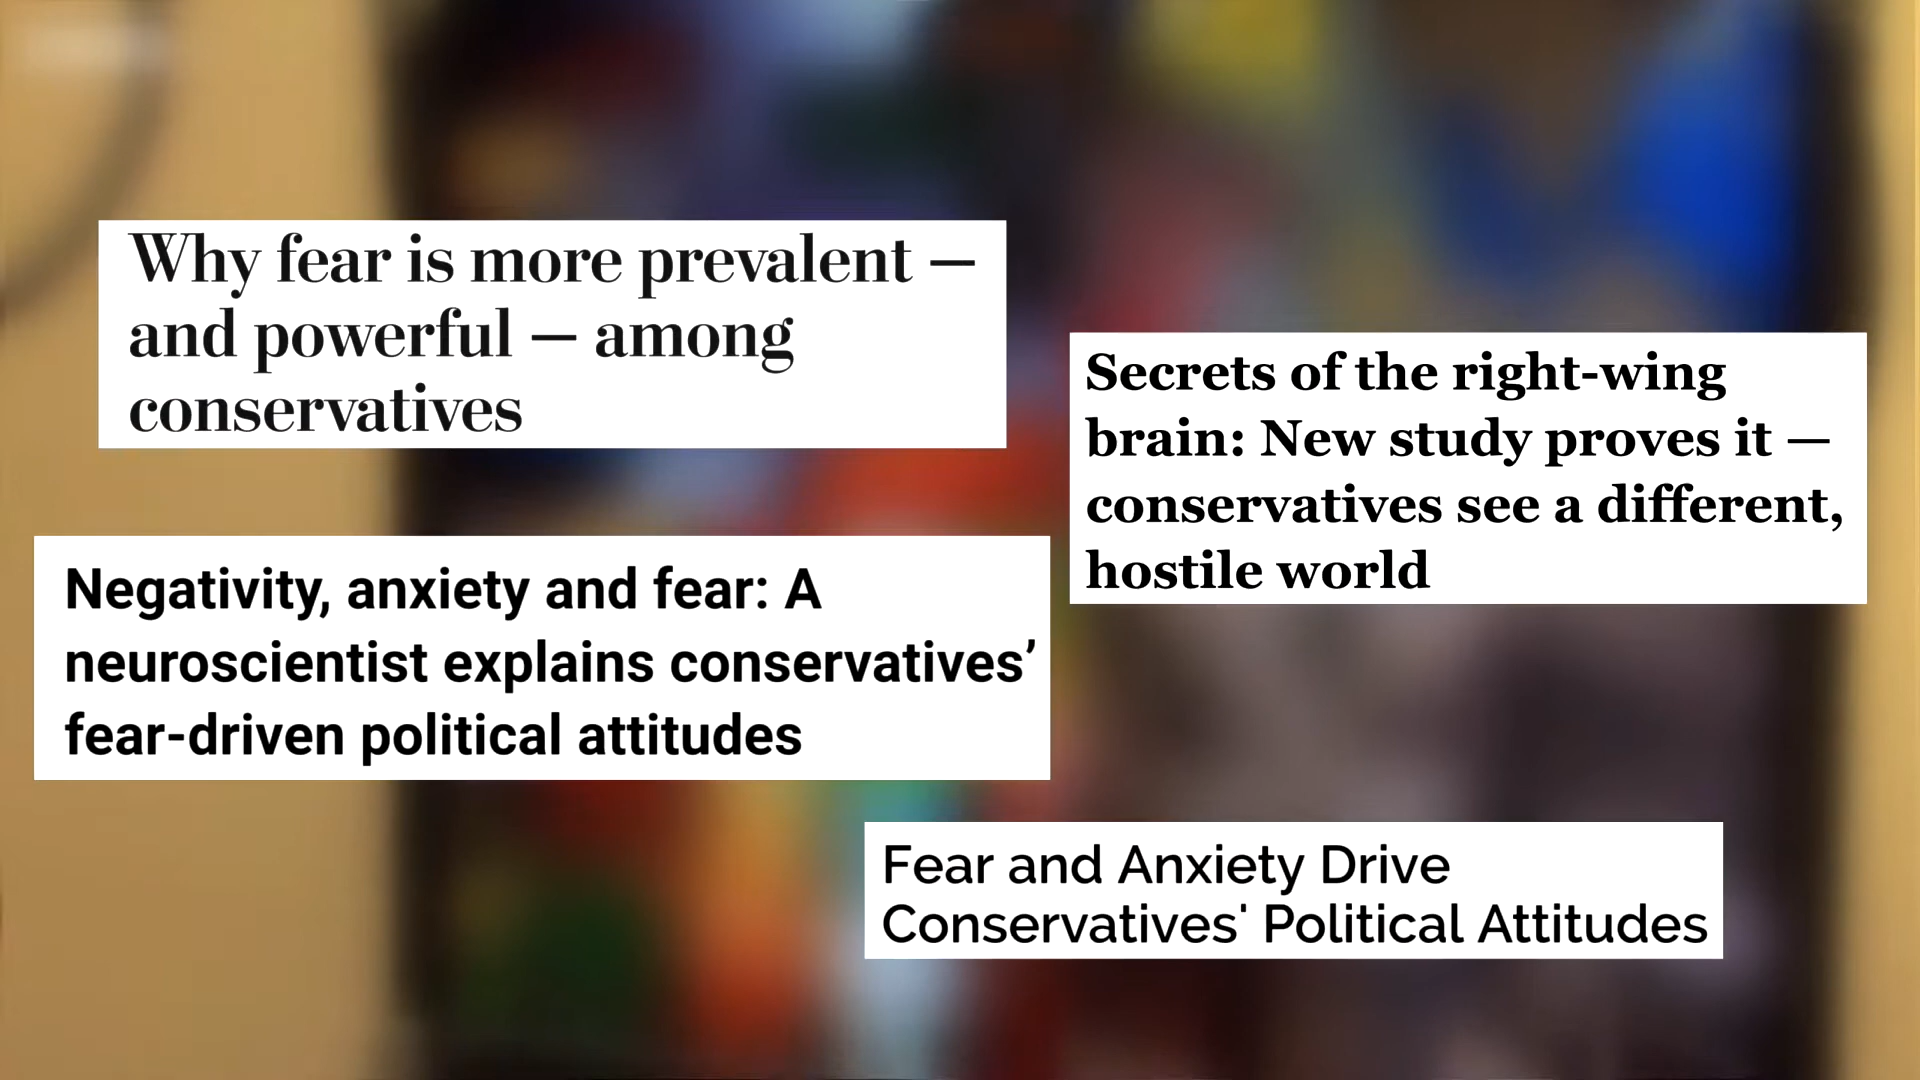 Why fear is more prevalent —
and powerful — among
conservatives
Secrets of the right-wing
brain: New study proves it —
conservatives see a different,
hostile world
Negativity, anxiety and fear: A
neuroscientist explains conservatives’
fear-driven political attitudes
Fear and Anxiety Drive
Conservatives' Political Attitudes